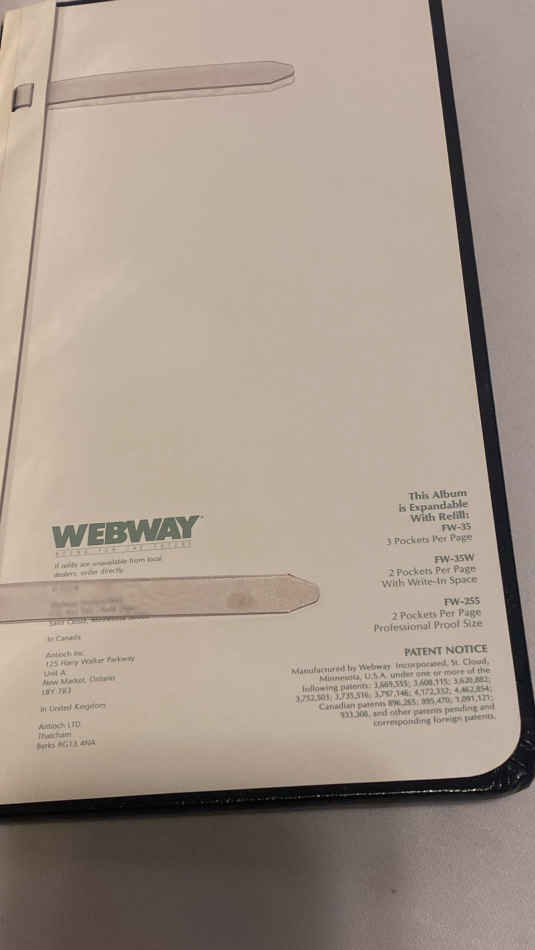 WEBWAY
BOUND FOR THE FUTURE
If refills are unavailable from local
dealers, order directly.
In Canada
Antioch Inc.
125 Harry Walker Parkway
Unit A
New Market, Ontario
L8Y 7B3
In United Kingdom
Antioch LTD.
Thatcham
Berks RG13 4NA
This Album
is Expandable
With Refill:
FW-35
3 Pockets Per Page
FW-35W
2 Pockets Per Page
With Write-In Space
FW-255
2 Pockets Per Page
Professional Proof Size
PATENT NOTICE
Manufactured by Webway Incorporated, St. Cloud,
Minnesota, U.S.A. under one or more of the
following patents: 3,669,555; 3,608,115; 3,620,882;
3,752,503; 3,735,516; 3,797,146; 4,172,332; 4,462,854;
Canadian patents 896,265; 895,470; 1,091,121;
933,308, and other patents pending and
corresponding foreign patents.